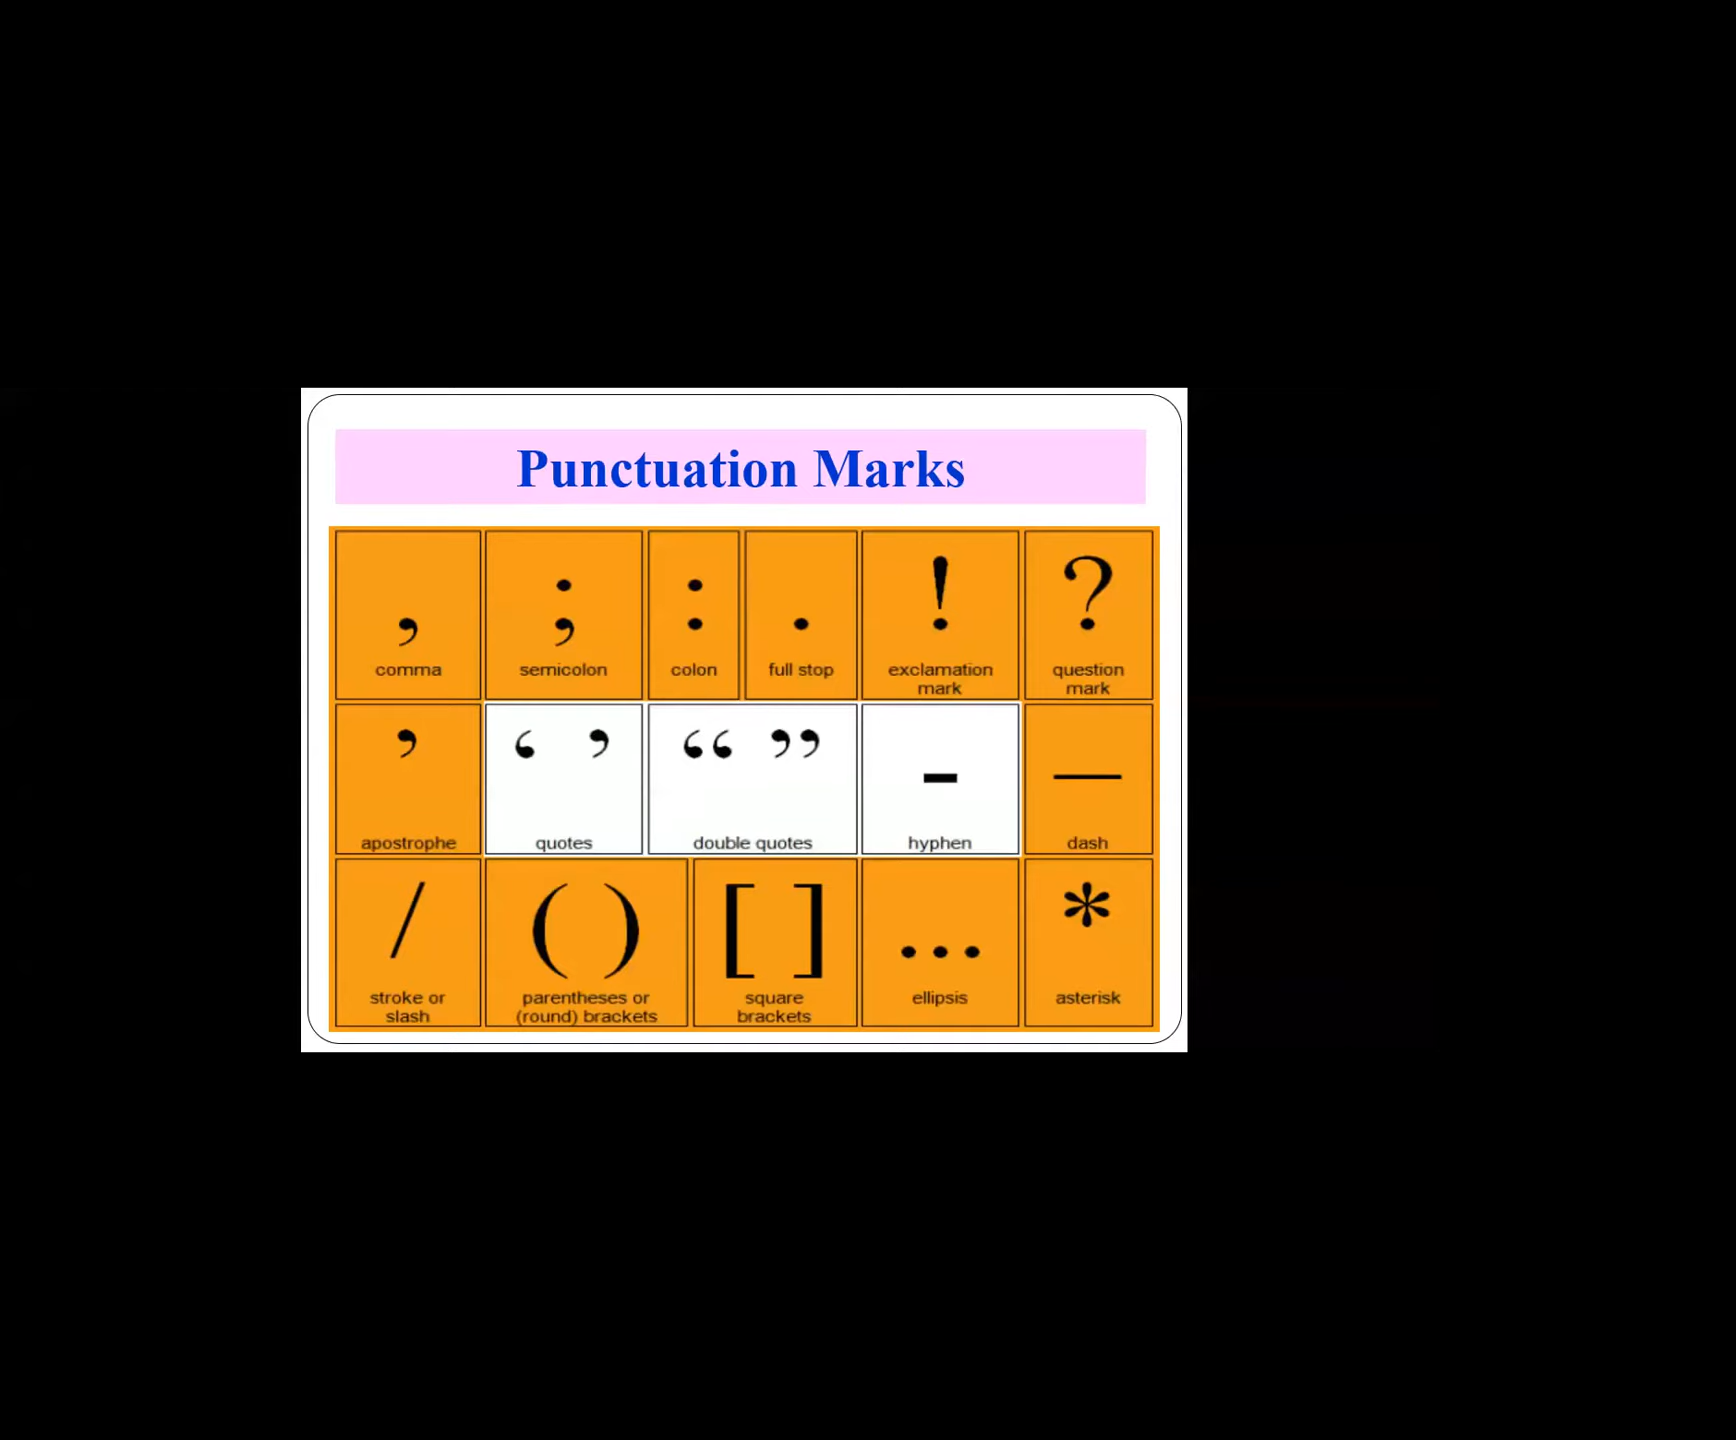 Punctuation Marks
, ; : . ! ?
comma semicolon colon full stop exclamation mark question mark
’ ‘ ’ “ ” - —
apostrophe quotes double quotes hyphen dash
/ ( ) [ ] ... *
stroke or slash parentheses or (round) brackets square brackets ellipsis asterisk